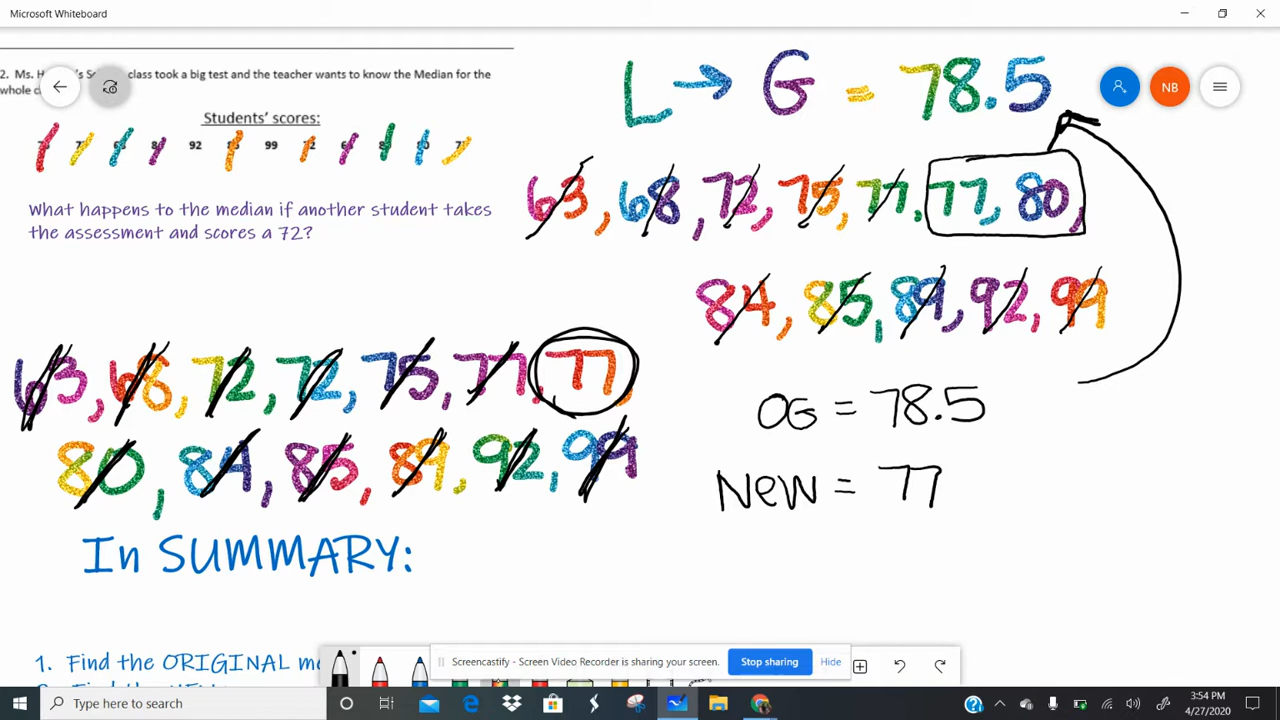 Microsoft Whiteboard
2. Ms. H 's S class took a big test and the teacher wants to know the Median for the
whole c
Students' scores:
92 99
What happens to the median if another student takes
the assessment and scores a 72?
L → G = 78.5
63, 68, 72, 75, 77, 77, 80,
84, 85, 89, 92, 99
63, 68, 72, 72, 75, 77, 77,
80, 84, 85, 89, 92, 99
OG = 78.5
New = 77
In SUMMARY:
1. Find the ORIGINAL me
NB
Screencastify - Screen Video Recorder is sharing your screen.
Stop sharing
Hide
Type here to search
3:54 PM
4/27/2020